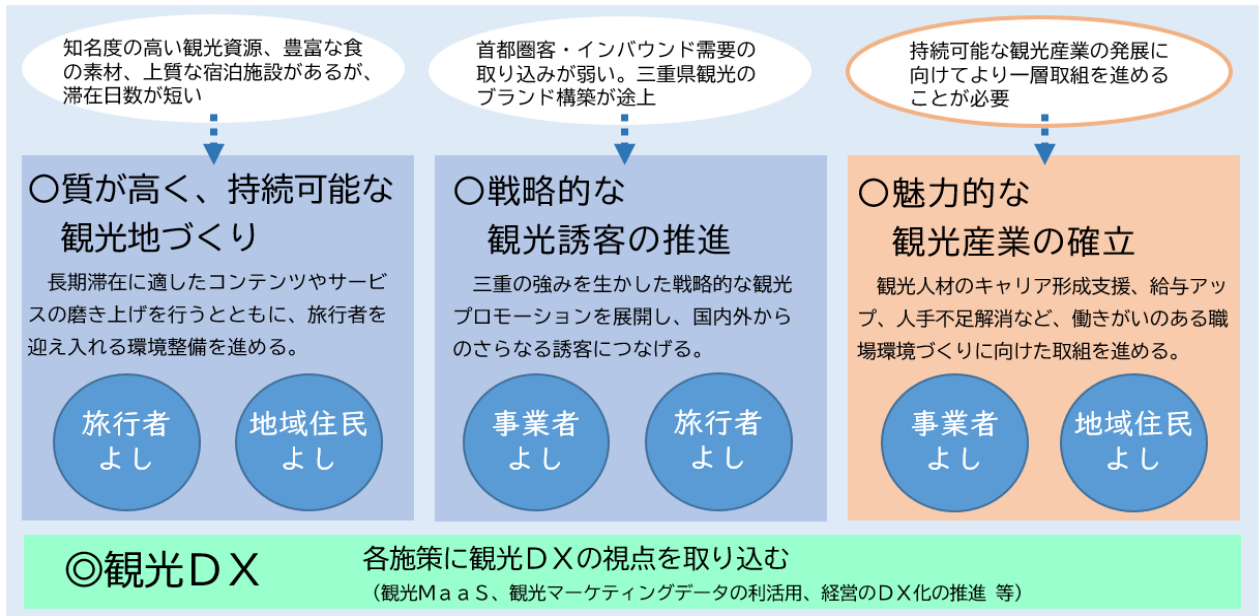 知名度の高い観光資源、豊富な食
の素材、上質な宿泊施設があるが、
滞在日数が短い
首都圏客・インバウンド需要の
取り込みが弱い。三重県観光の
ブランド構築が途上
持続可能な観光産業の発展に
向けてより一層取組を進める
ことが必要
〇質が高く、持続可能な
観光地づくり
長期滞在に適したコンテンツやサービ
スの磨き上げを行うとともに、旅行者を
迎え入れる環境整備を進める。
旅行者
よし
地域住民
よし
〇戦略的な
観光誘客の推進
三重の強みを生かした戦略的な観光
プロモーションを展開し、国内外から
のさらなる誘客につなげる。
事業者
よし
旅行者
よし
〇魅力的な
観光産業の確立
観光人材のキャリア形成支援、給与アッ
プ、人手不足解消など、働きがいのある職
場環境づくりに向けた取組を進める。
事業者
よし
地域住民
よし
◎観光ＤＸ
各施策に観光ＤＸの視点を取り込む
（観光ＭａａＳ、観光マーケティングデータの利活用、経営のＤＸ化の推進 等）